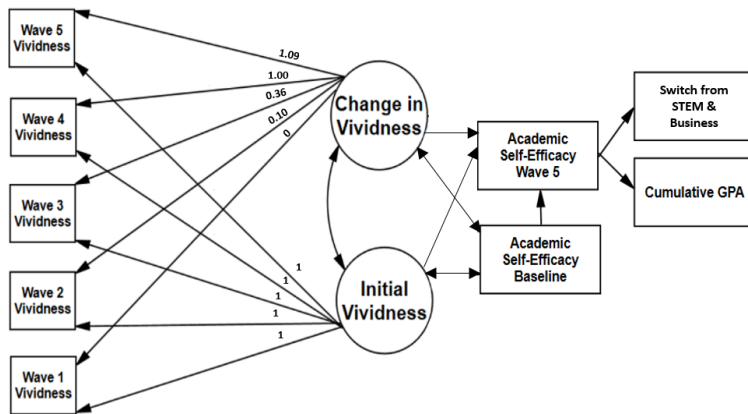 Wave 5
Vividness
1.09
1.00
0.36
0.10
0
Wave 4
Vividness
Wave 3
Vividness
Wave 2
Vividness
Wave 1
Vividness
Change in
Vividness
1
1
1
1
1
Initial
Vividness
Academic
Self-Efficacy
Wave 5
Academic
Self-Efficacy
Baseline
Switch from
STEM &
Business
Cumulative GPA